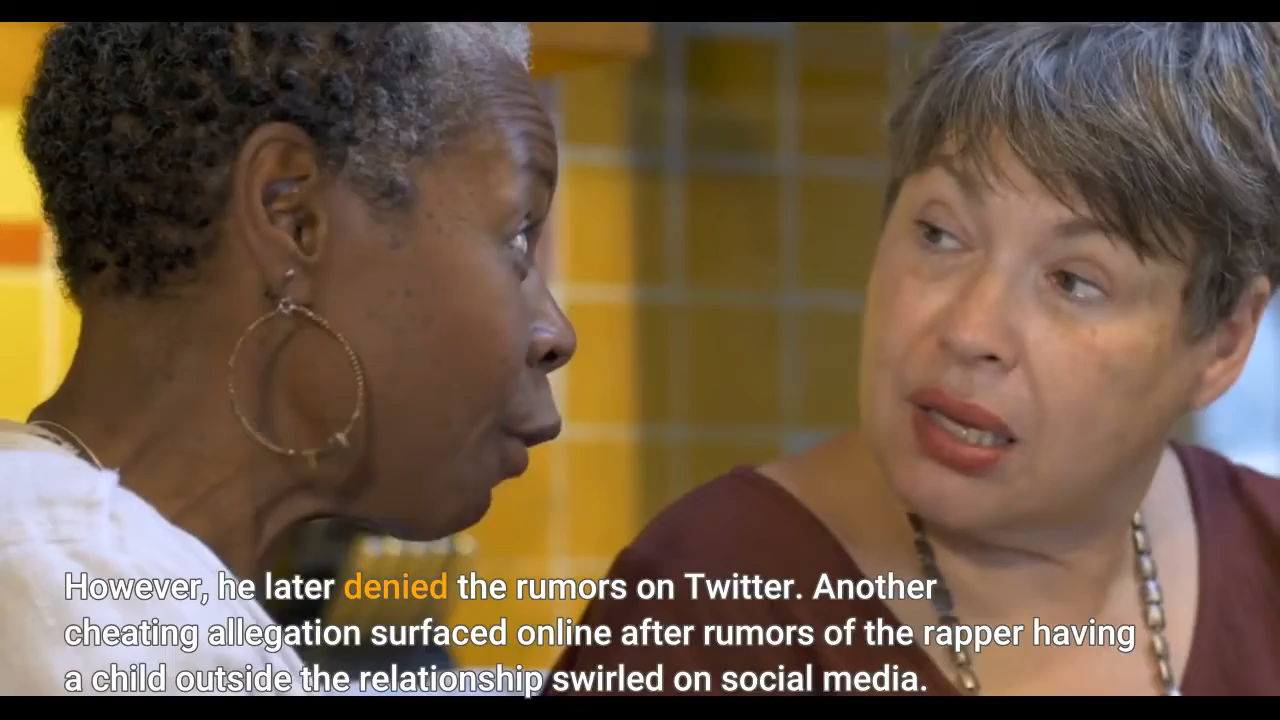 However, he later denied the rumors on Twitter. Another
cheating allegation surfaced online after rumors of the rapper having
a child outside the relationship swirled on social media.